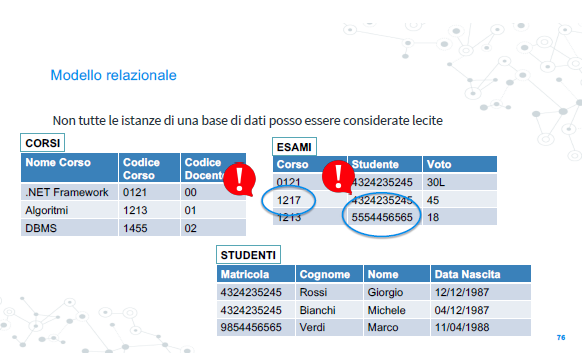 Modello relazionale
Non tutte le istanze di una base di dati posso essere considerate lecite
CORSI
Nome Corso Codice Corso Codice Docente
.NET Framework 0121 00
Algoritmi 1213 01
DBMS 1455 02
ESAMI
Corso Studente Voto
0121 4324235245 30L
1217 4324235245 45
1213 5554456565 18
STUDENTI
Matricola Cognome Nome Data Nascita
4324235245 Rossi Giorgio 12/12/1987
4324235245 Bianchi Michele 04/12/1987
9854456565 Verdi Marco 11/04/1988
76